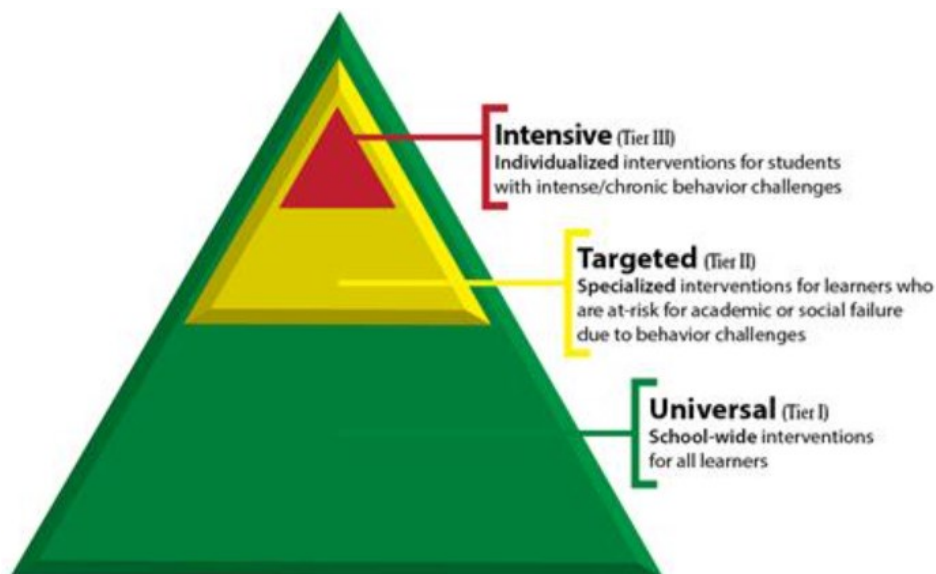 Intensive (Tier III)
Individualized interventions for students
with intense/chronic behavior challenges
Targeted (Tier II)
Specialized interventions for learners who
are at-risk for academic or social failure
due to behavior challenges
Universal (Tier I)
School-wide interventions
for all learners